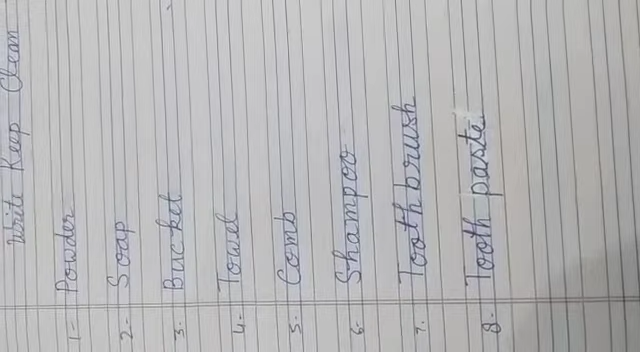 Write Keep Clean
1- Powder
2- Soap
3- Bucket
4- Towel
5- Comb
6- Shampoo
7- Toothbrush
8- Tooth paste